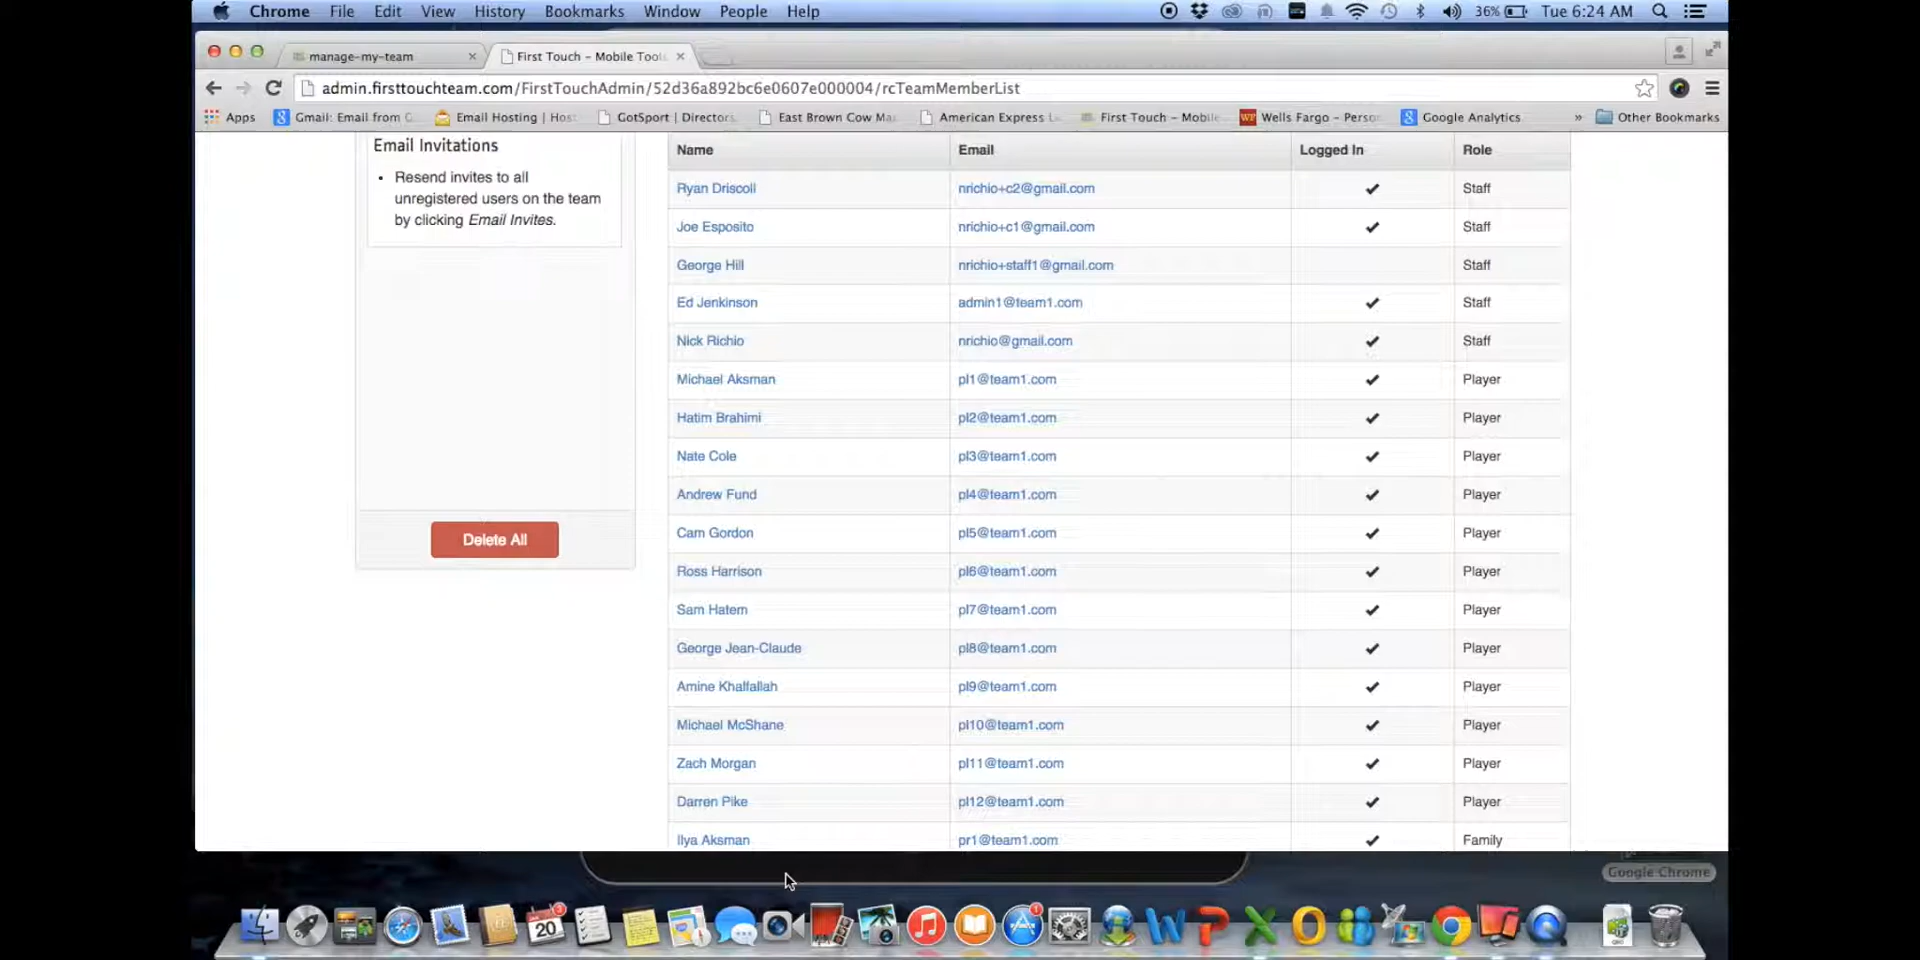 Chrome File Edit View History Bookmarks Window People Help 36% Tue 6:24 AM
manage-my-team First Touch – Mobile Tool
admin.firsttouchteam.com/FirstTouchAdmin/52d36a892bc6e0607e000004/rcTeamMemberList
Apps Gmail: Email from G Email Hosting | Host GotSport | Directors East Brown Cow Ma American Express L First Touch – Mobile Wells Fargo – Perso Google Analytics » Other Bookmarks
Email Invitations
• Resend invites to all
unregistered users on the team
by clicking Email Invites.
Delete All
Name Email Logged In Role
Ryan Driscoll nrichio+c2@gmail.com ✔ Staff
Joe Esposito nrichio+c1@gmail.com ✔ Staff
George Hill nrichio+staff1@gmail.com Staff
Ed Jenkinson admin1@team1.com ✔ Staff
Nick Richio nrichio@gmail.com ✔ Staff
Michael Aksman pl1@team1.com ✔ Player
Hatim Brahimi pl2@team1.com ✔ Player
Nate Cole pl3@team1.com ✔ Player
Andrew Fund pl4@team1.com ✔ Player
Cam Gordon pl5@team1.com ✔ Player
Ross Harrison pl6@team1.com ✔ Player
Sam Hatem pl7@team1.com ✔ Player
George Jean-Claude pl8@team1.com ✔ Player
Amine Khalfallah pl9@team1.com ✔ Player
Michael McShane pl10@team1.com ✔ Player
Zach Morgan pl11@team1.com ✔ Player
Darren Pike pl12@team1.com ✔ Player
Ilya Aksman pr1@team1.com ✔ Family
Google Chrome
20